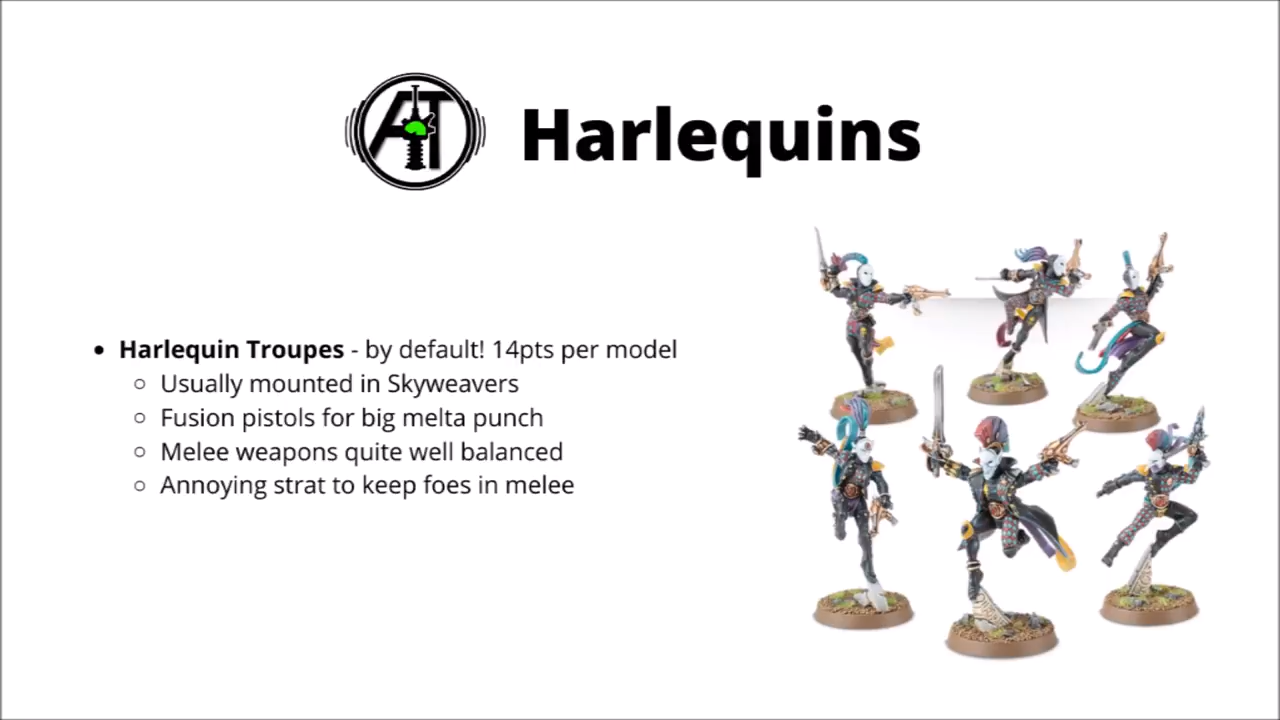 AT
Harlequins
• Harlequin Troupes - by default! 14pts per model
○ Usually mounted in Skyweavers
○ Fusion pistols for big melta punch
○ Melee weapons quite well balanced
○ Annoying strat to keep foes in melee